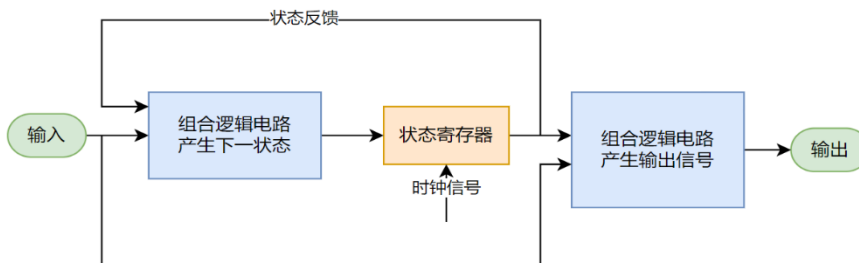 状态反馈
输入
组合逻辑电路
产生下一状态
状态寄存器
时钟信号
组合逻辑电路
产生输出信号
输出